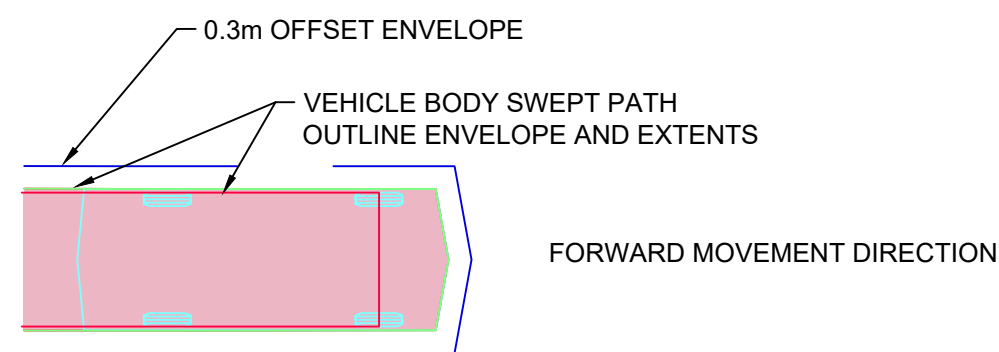 0.3m OFFSET ENVELOPE
VEHICLE BODY SWEPT PATH
OUTLINE ENVELOPE AND EXTENTS
FORWARD MOVEMENT DIRECTION